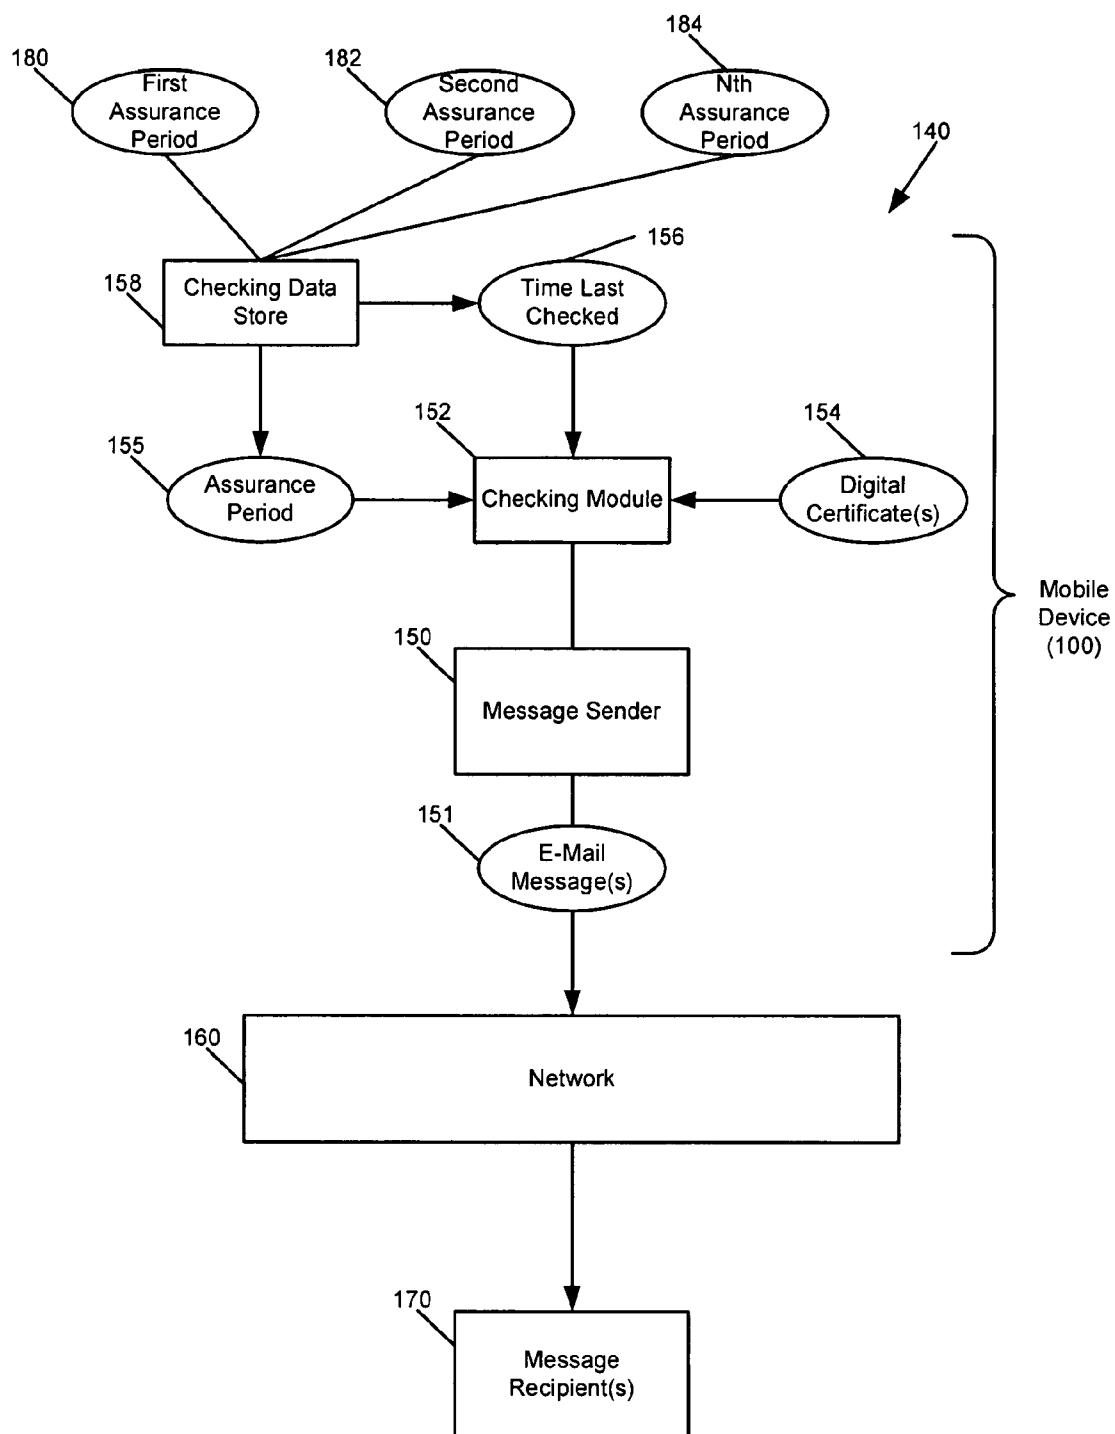 180
First
Assurance
Period
182
Second
Assurance
Period
184
Nth
Assurance
Period
140
158
Checking Data
Store
156
Time Last
Checked
155
Assurance
Period
152
Checking Module
154
Digital
Certificate(s)
Mobile
Device
(100)
150
Message Sender
151
E-Mail
Message(s)
160
Network
170
Message
Recipient(s)